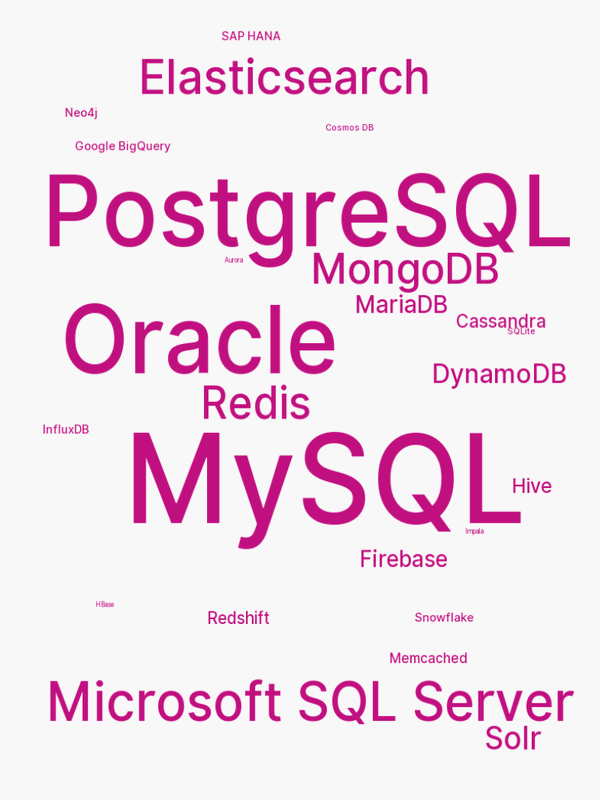 SAP HANA
Elasticsearch
Neo4j
Cosmos DB
Google BigQuery
PostgreSQL
Aurora
MongoDB
MariaDB
Cassandra
SQLite
Oracle
DynamoDB
Redis
InfluxDB
MySQL
Hive
Impala
Firebase
HBase
Redshift
Snowflake
Memcached
Microsoft SQL Server
Solr